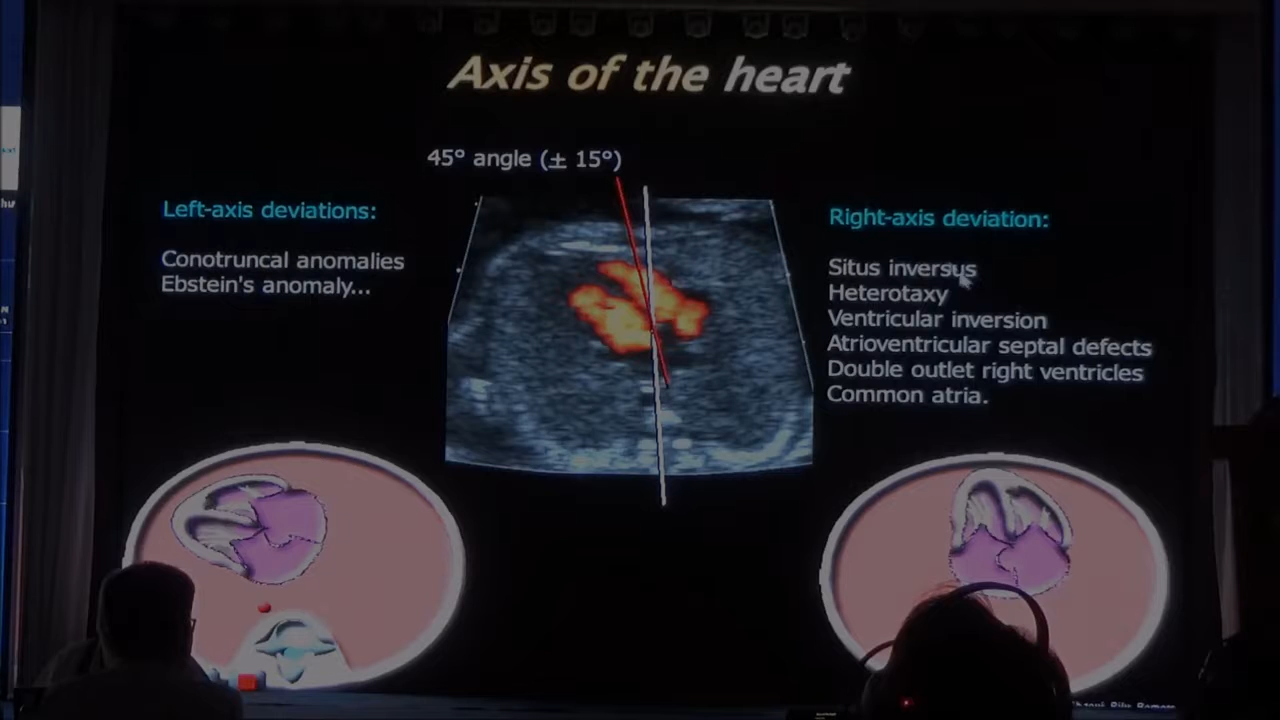 Axis of the heart
45° angle (± 15°)
Left-axis deviations:
Conotruncal anomalies
Ebstein's anomaly...
Right-axis deviation:
Situs inversus
Heterotaxy
Ventricular inversion
Atrioventricular septal defects
Double outlet right ventricles
Common atria.